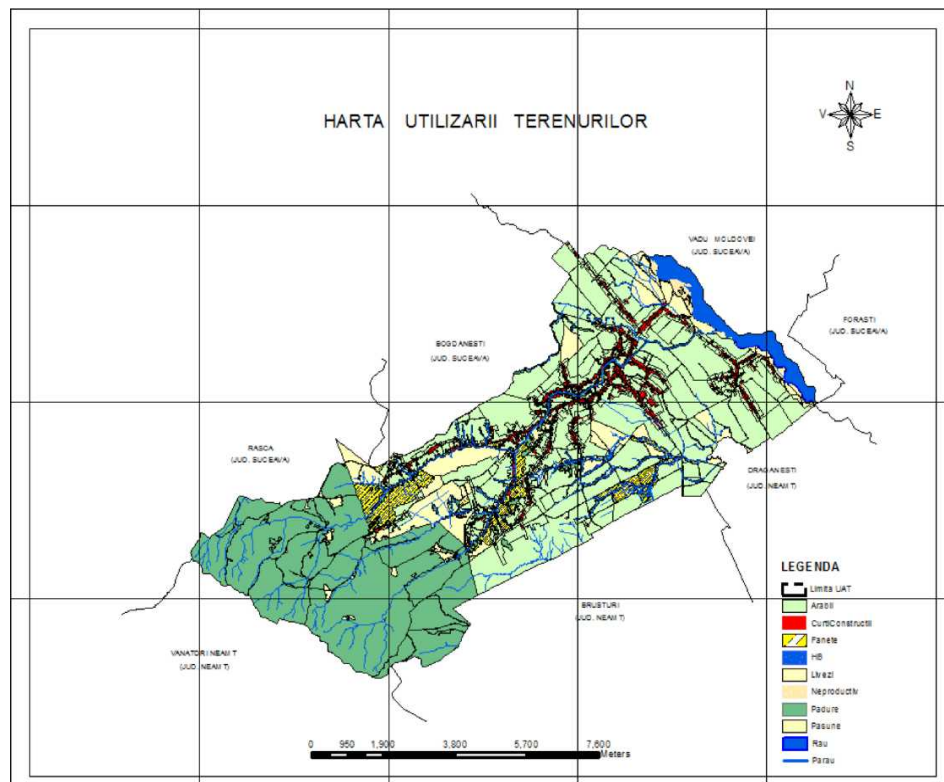 HARTA UTILIZARII TERENURILOR
N
V E
S
VADU MOLDOVEI
(JUD. SUCEAVA)
FORASTI
(JUD. SUCEAVA)
BOGDANESTI
(JUD. SUCEAVA)
RASCA
(JUD. SUCEAVA)
DRAGANESTI
(JUD. NEAMT)
BRUSTURI
(JUD. NEAMT)
VANATORI NEAMT
(JUD. NEAMT)
LEGENDA
Limita UAT
Arabil
CurtiConstructii
Fanete
HB
Livezi
Neproductiv
Padure
Pasune
Rau
Parau
0 950 1,900 3,800 5,700 7,600
Meters